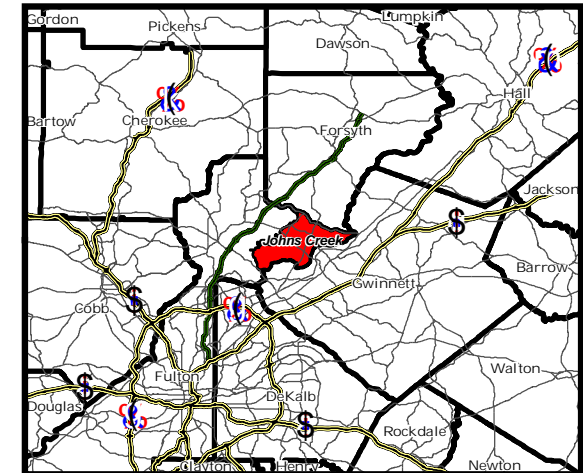 Gordon
Pickens
Lumpkin
Dawson
Hall
Bartow
Cherokee
Forsyth
Jackson
Johns Creek
Barrow
Gwinnett
Cobb
Walton
Fulton
DeKalb
Douglas
Rockdale
Clayton
Henry
Newton